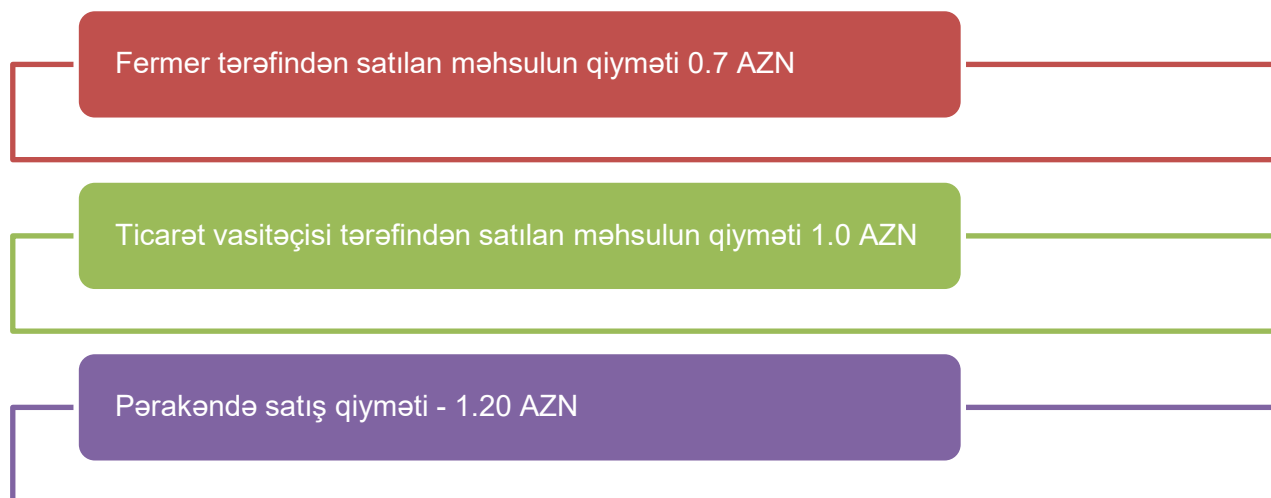 Fermer tərəfindən satılan məhsulun qiyməti 0.7 AZN
Ticarət vasitəçisi tərəfindən satılan məhsulun qiyməti 1.0 AZN
Pərakəndə satış qiyməti - 1.20 AZN